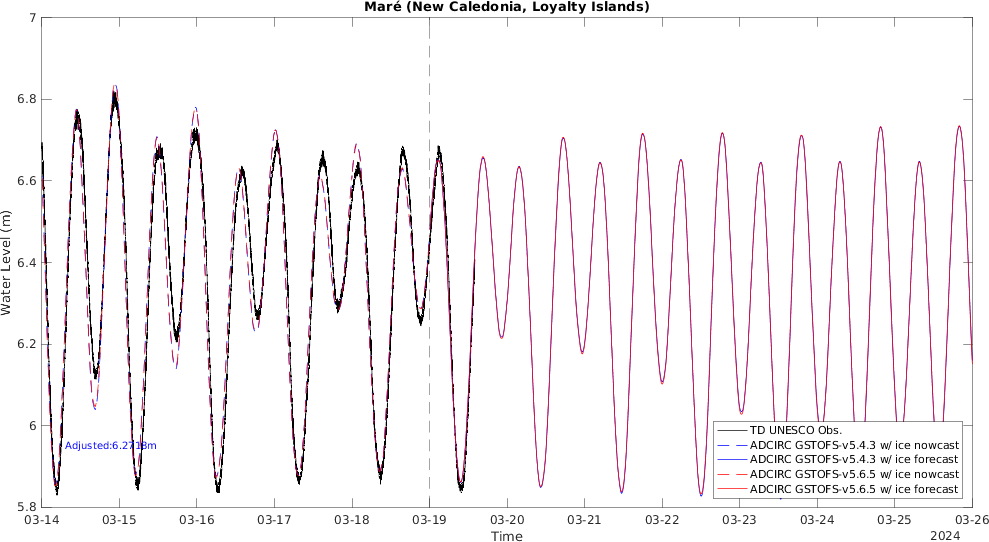 Maré (New Caledonia, Loyalty Islands)
7
6.8
6.6
6.4
6.2
6
5.8
Water Level (m)
Adjusted:6.2718m
TD UNESCO Obs.
ADCIRC GSTOFS-v5.4.3 w/ ice nowcast
ADCIRC GSTOFS-v5.4.3 w/ ice forecast
ADCIRC GSTOFS-v5.6.5 w/ ice nowcast
ADCIRC GSTOFS-v5.6.5 w/ ice forecast
03-14 03-15 03-16 03-17 03-18 03-19 03-20 03-21 03-22 03-23 03-24 03-25 03-26
Time
2024